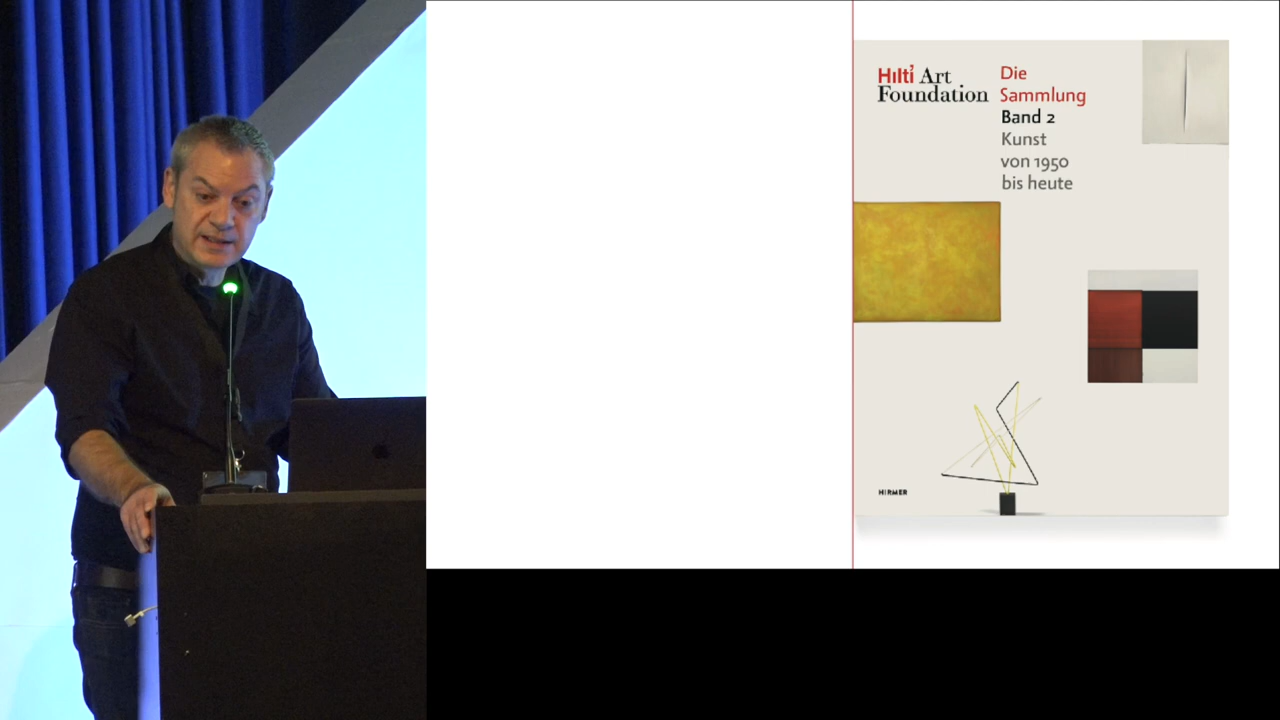 Hilti Art
Foundation
Die
Sammlung
Band 2
Kunst
von 1950
bis heute
HIRMER